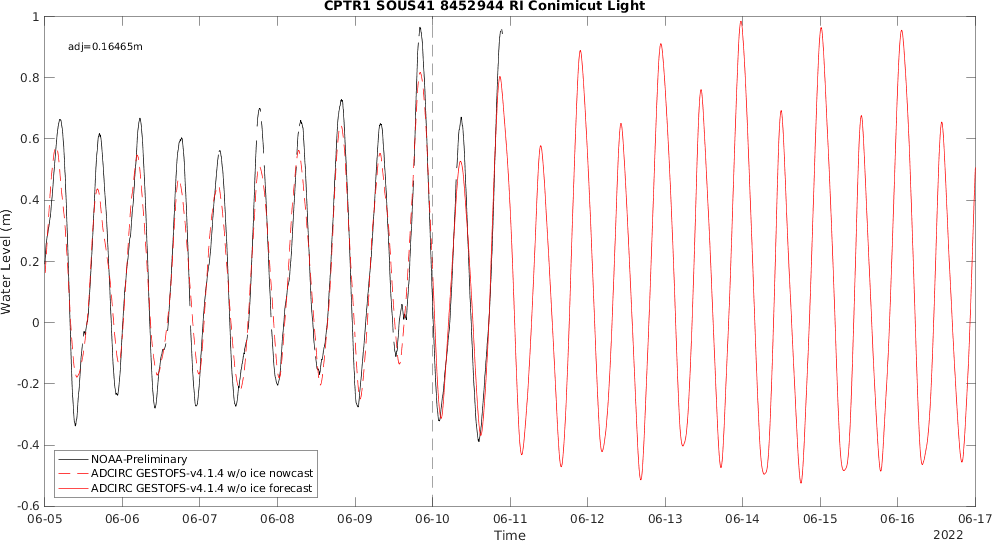 CPTR1 SOUS41 8452944 RI Conimicut Light
adj=0.16465m
Water Level (m)
1
0.8
0.6
0.4
0.2
0
-0.2
-0.4
-0.6
NOAA-Preliminary
ADCIRC GESTOFS-v4.1.4 w/o ice nowcast
ADCIRC GESTOFS-v4.1.4 w/o ice forecast
06-05 06-06 06-07 06-08 06-09 06-10 06-11 06-12 06-13 06-14 06-15 06-16 06-17
Time
2022